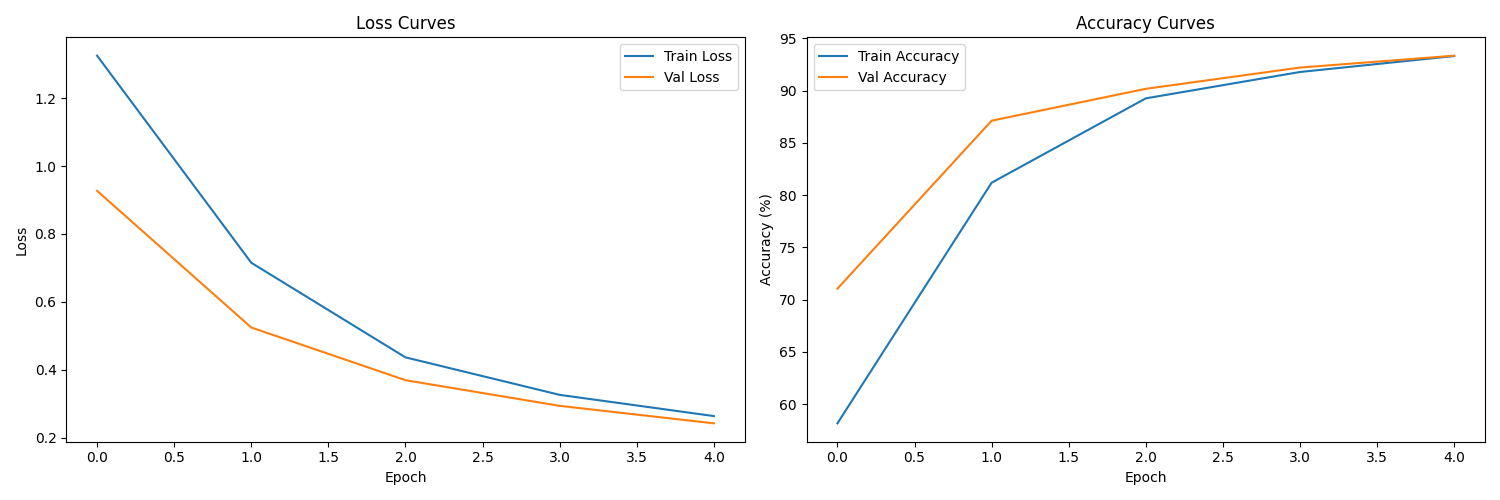 Loss Curves
Train Loss
Val Loss
1.2
1.0
0.8
0.6
0.4
0.2
Loss
0.0 0.5 1.0 1.5 2.0 2.5 3.0 3.5 4.0
Epoch
Accuracy Curves
Train Accuracy
Val Accuracy
95
90
85
80
75
70
65
60
Accuracy (%)
0.0 0.5 1.0 1.5 2.0 2.5 3.0 3.5 4.0
Epoch